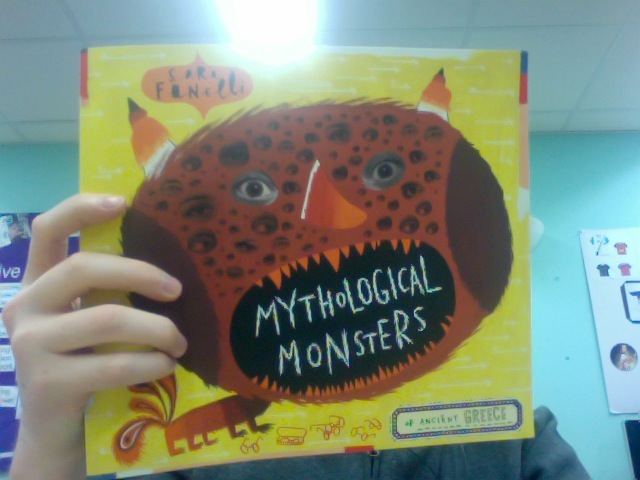 SARA
FANELLI
MYTHOLOGICAL
MONSTERS
OF ANCIENT GREECE